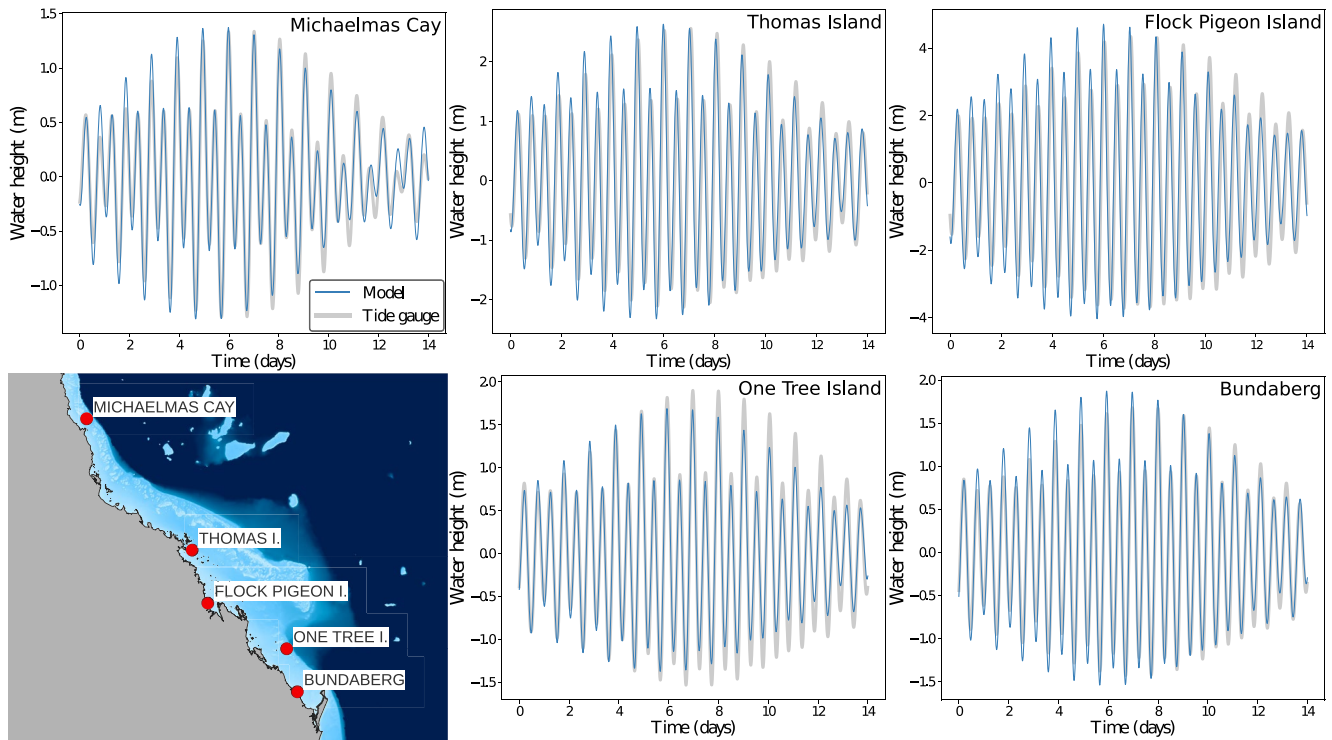 Michaelmas Cay
Water height (m)
1.5
1.0
0.5
0.0
−0.5
−1.0
0 2 4 6 8 10 12 14
Time (days)
Model
Tide gauge
Thomas Island
Water height (m)
2
1
0
−1
−2
0 2 4 6 8 10 12 14
Time (days)
Flock Pigeon Island
Water height (m)
4
2
0
−2
−4
0 2 4 6 8 10 12 14
Time (days)
MICHAELMAS CAY
THOMAS I.
FLOCK PIGEON I.
ONE TREE I.
BUNDABERG
One Tree Island
Water height (m)
2.0
1.5
1.0
0.5
0.0
−0.5
−1.0
−1.5
0 2 4 6 8 10 12 14
Time (days)
Bundaberg
Water height (m)
2.0
1.5
1.0
0.5
0.0
−0.5
−1.0
−1.5
0 2 4 6 8 10 12 14
Time (days)